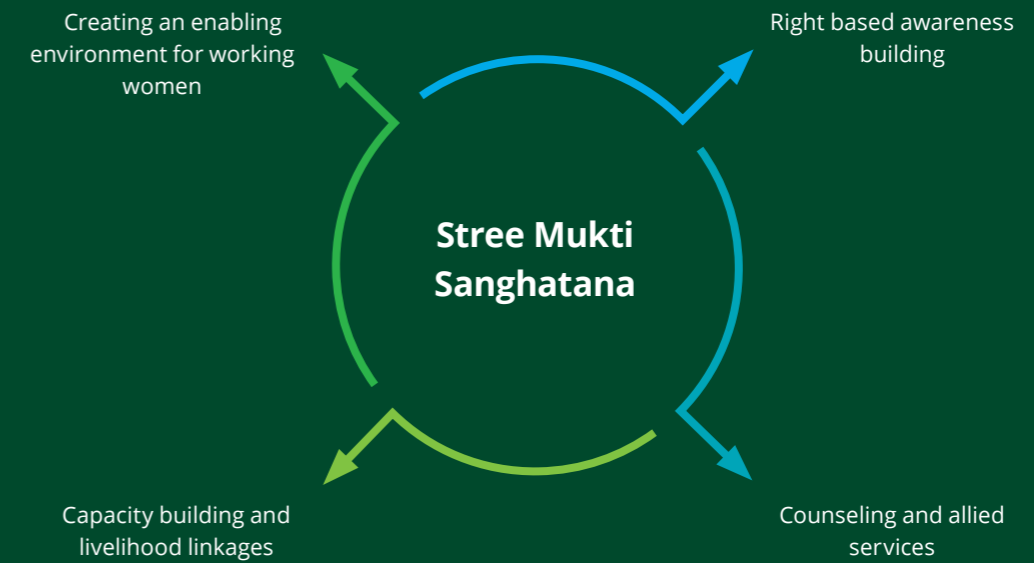 Creating an enabling
environment for working
women
Right based awareness
building
Stree Mukti
Sanghatana
Capacity building and
livelihood linkages
Counseling and allied
services